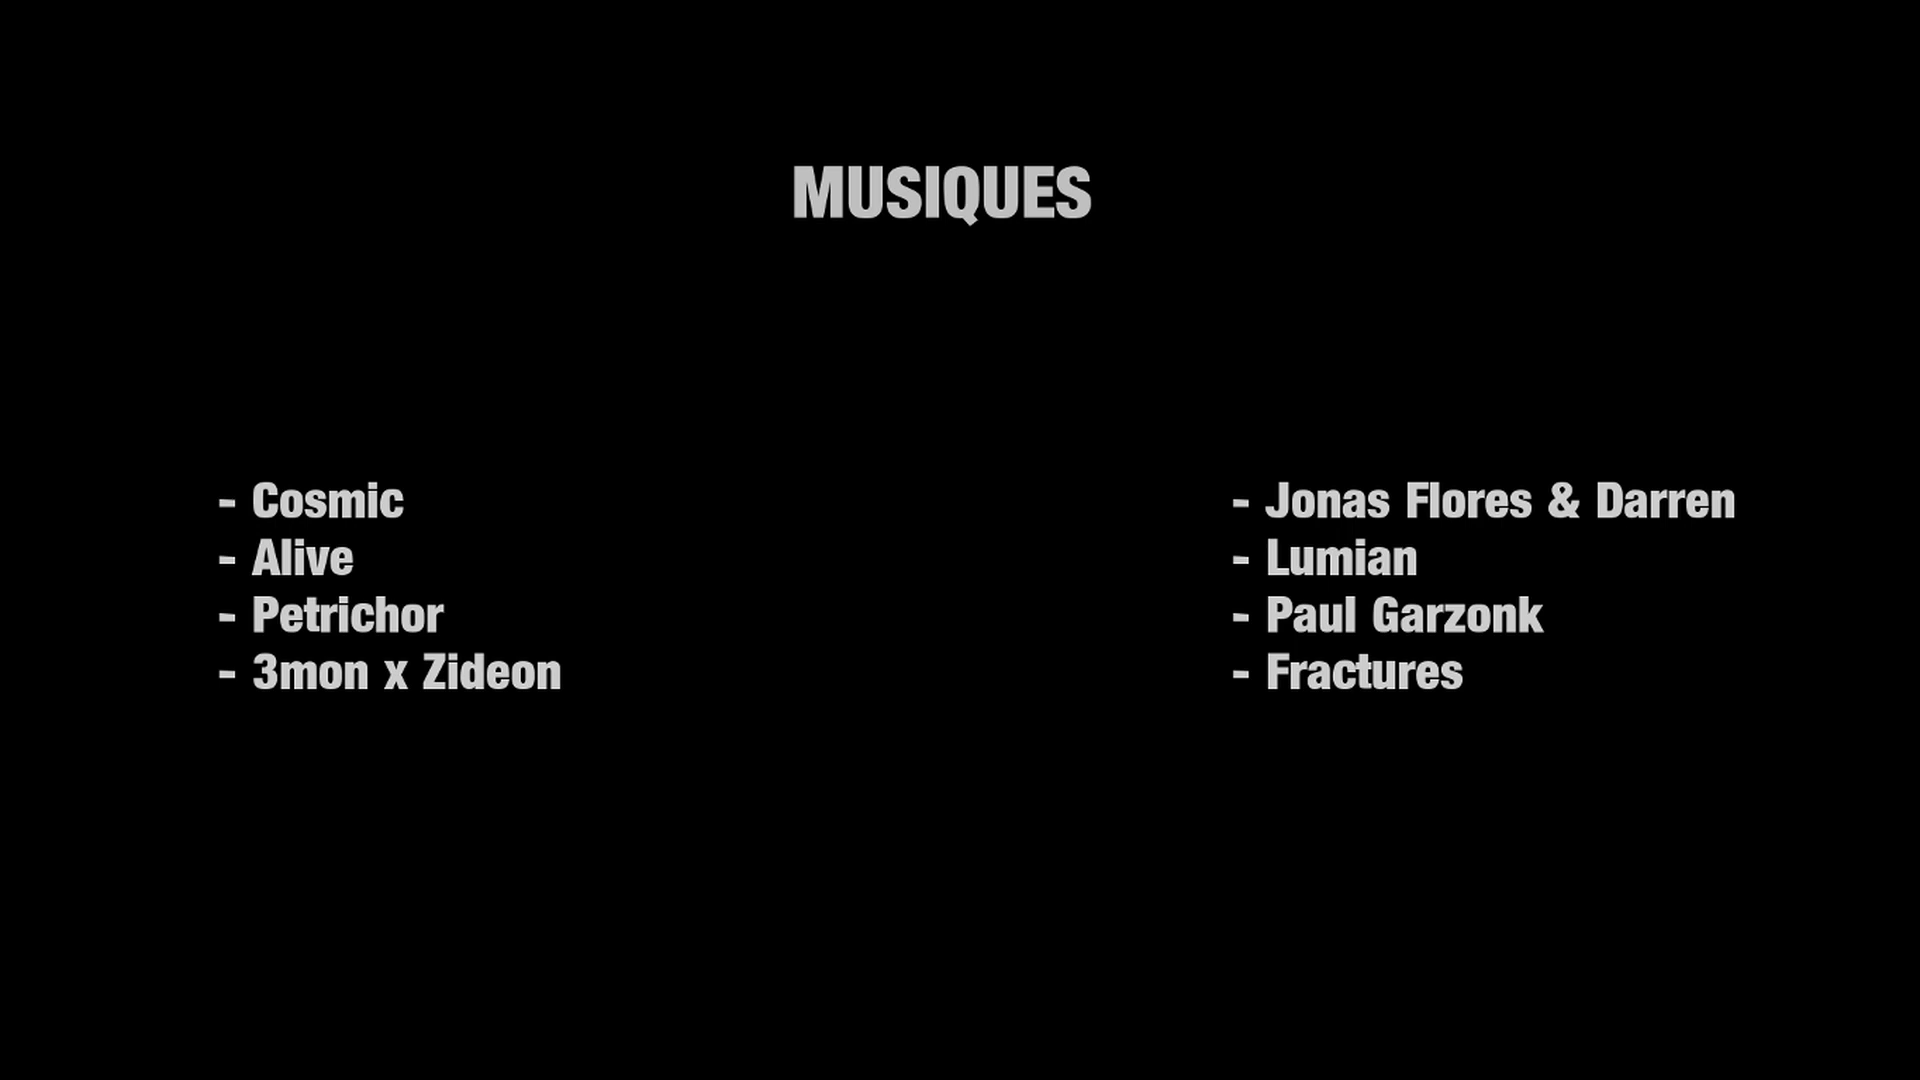 MUSIQUES
- Cosmic
- Alive
- Petrichor
- 3mon x Zideon
- Jonas Flores & Darren
- Lumian
- Paul Garzonk
- Fractures